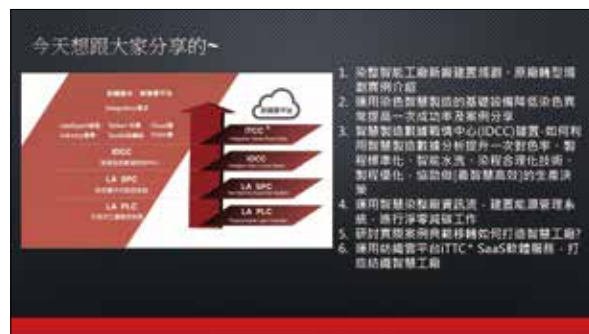 今天想跟大家分享的~
IDCC
LA SPC
LA PLC
ITCC
IDCC
LA SPC
LA PLC
1. 染整智能工廠新廠建置規劃、原廠轉型規
劃實例介紹
2. 運用染色智慧製造的基礎設備降低染色異
常提高一次成功率及案例分享
3. 智慧製造數據戰情中心(IDCC)建置,如何利
用智慧製造數據分析提升一次對色率、製
程標準化、智能水洗、染程合理化技術、
製程優化,協助做[最智慧高效]的生產決
策
4. 運用智慧染整廠資訊流,建置能源管理系
統,進行淨零減碳工作
5. 研討實際案例與範移轉如何打造智慧工廠?
6. 運用紡織雲平台iTTC⁺ SaaS軟體服務,打
造紡織智慧工廠